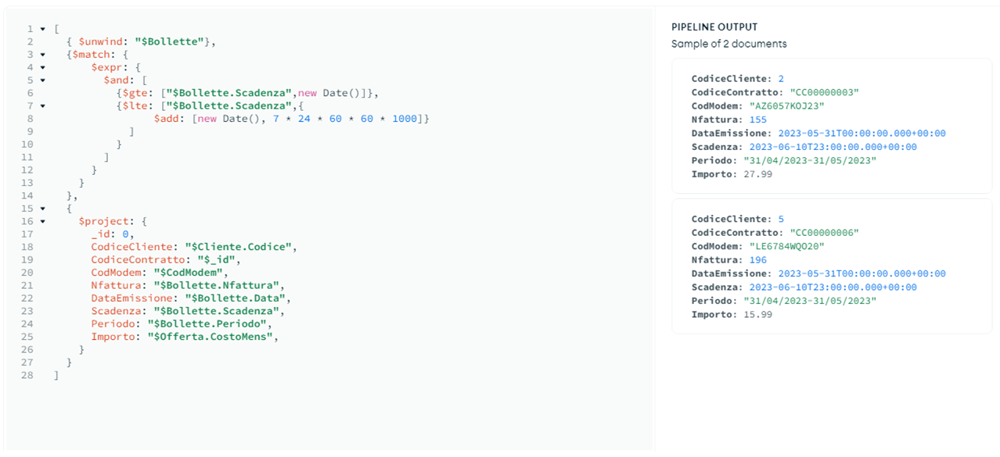 1 [
2 { $unwind: "$Bollette"},
3 {$match: {
4 $expr: {
5 $and: [
6 {$gte: ["$Bollette.Scadenza",new Date()]},
7 {$lte: ["$Bollette.Scadenza",{
8 $add: [new Date(), 7 * 24 * 60 * 60 * 1000]}
9 ]
10 }
11 ]
12 }
13 }
14 },
15 {
16 $project: {
17 _id: 0,
18 CodiceCliente: "$Cliente.Codice",
19 CodiceContratto: "$_id",
20 CodModem: "$CodModem",
21 Nfattura: "$Bollette.Nfattura",
22 DataEmissione: "$Bollette.Data",
23 Scadenza: "$Bollette.Scadenza",
24 Periodo: "$Bollette.Periodo",
25 Importo: "$Offerta.CostoMens",
26 }
27 }
28 ]
PIPELINE OUTPUT
Sample of 2 documents
CodiceCliente: 2
CodiceContratto: "CC00000003"
CodModem: "AZ6057KOJ23"
Nfattura: 155
DataEmissione: 2023-05-31T00:00:00.000+00:00
Scadenza: 2023-06-10T23:00:00.000+00:00
Periodo: "31/04/2023-31/05/2023"
Importo: 27.99
CodiceCliente: 5
CodiceContratto: "CC00000006"
CodModem: "LE6784WQO20"
Nfattura: 196
DataEmissione: 2023-05-31T00:00:00.000+00:00
Scadenza: 2023-06-10T23:00:00.000+00:00
Periodo: "31/04/2023-31/05/2023"
Importo: 15.99